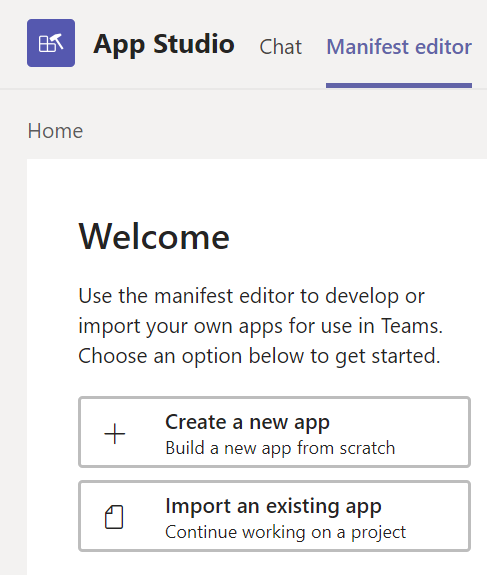 App Studio Chat Manifest editor
Home
Welcome
Use the manifest editor to develop or
import your own apps for use in Teams.
Choose an option below to get started.
Create a new app
Build a new app from scratch
Import an existing app
Continue working on a project